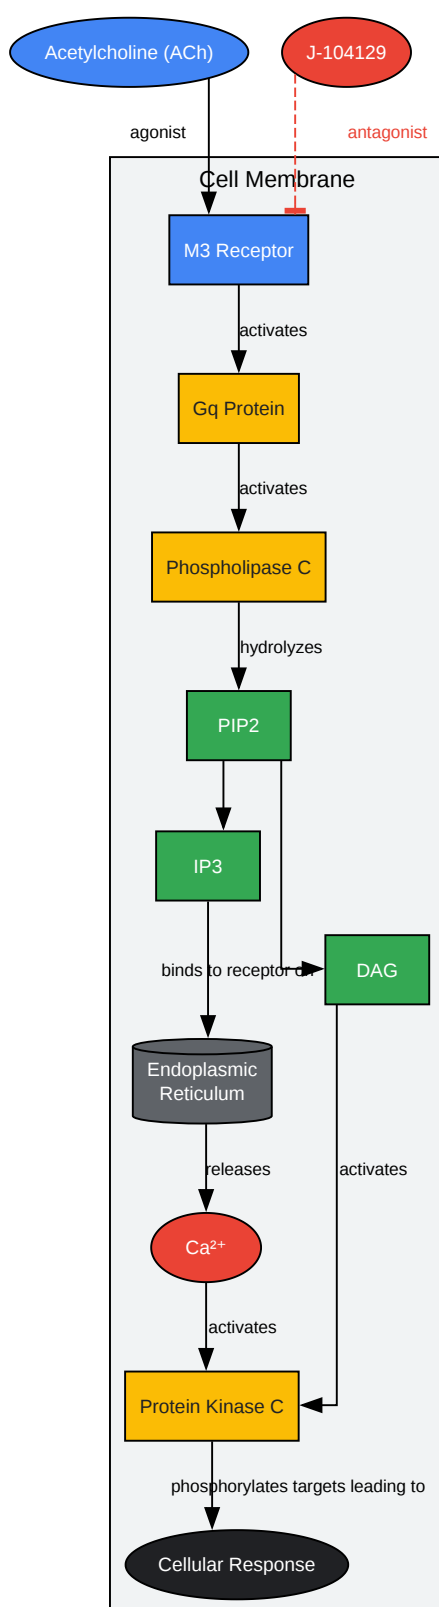 Acetylcholine (ACh)
J-104129
agonist
antagonist
Cell Membrane
M3 Receptor
activates
Gq Protein
activates
Phospholipase C
hydrolyzes
PIP2
IP3
binds to receptor on
DAG
Endoplasmic
Reticulum
releases
activates
Ca²⁺
activates
Protein Kinase C
phosphorylates targets leading to
Cellular Response